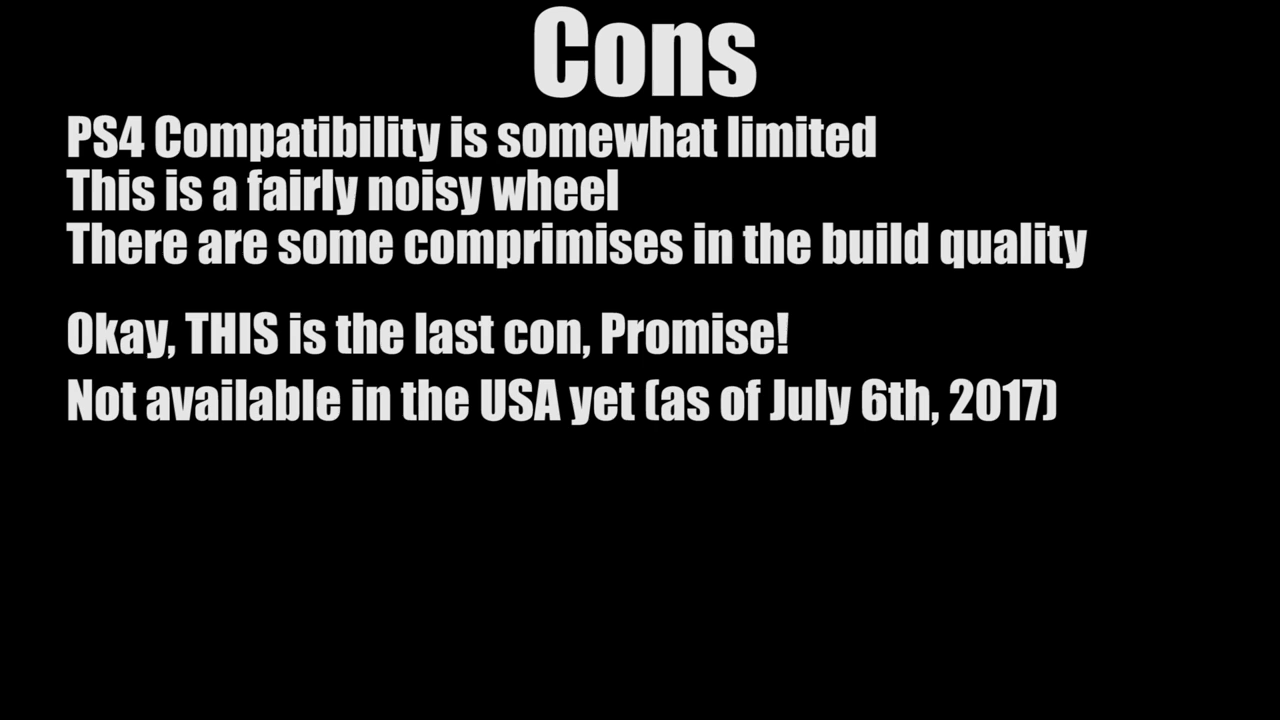 Cons
PS4 Compatibility is somewhat limited
This is a fairly noisy wheel
There are some comprimises in the build quality
Okay, THIS is the last con, Promise!
Not available in the USA yet (as of July 6th, 2017)